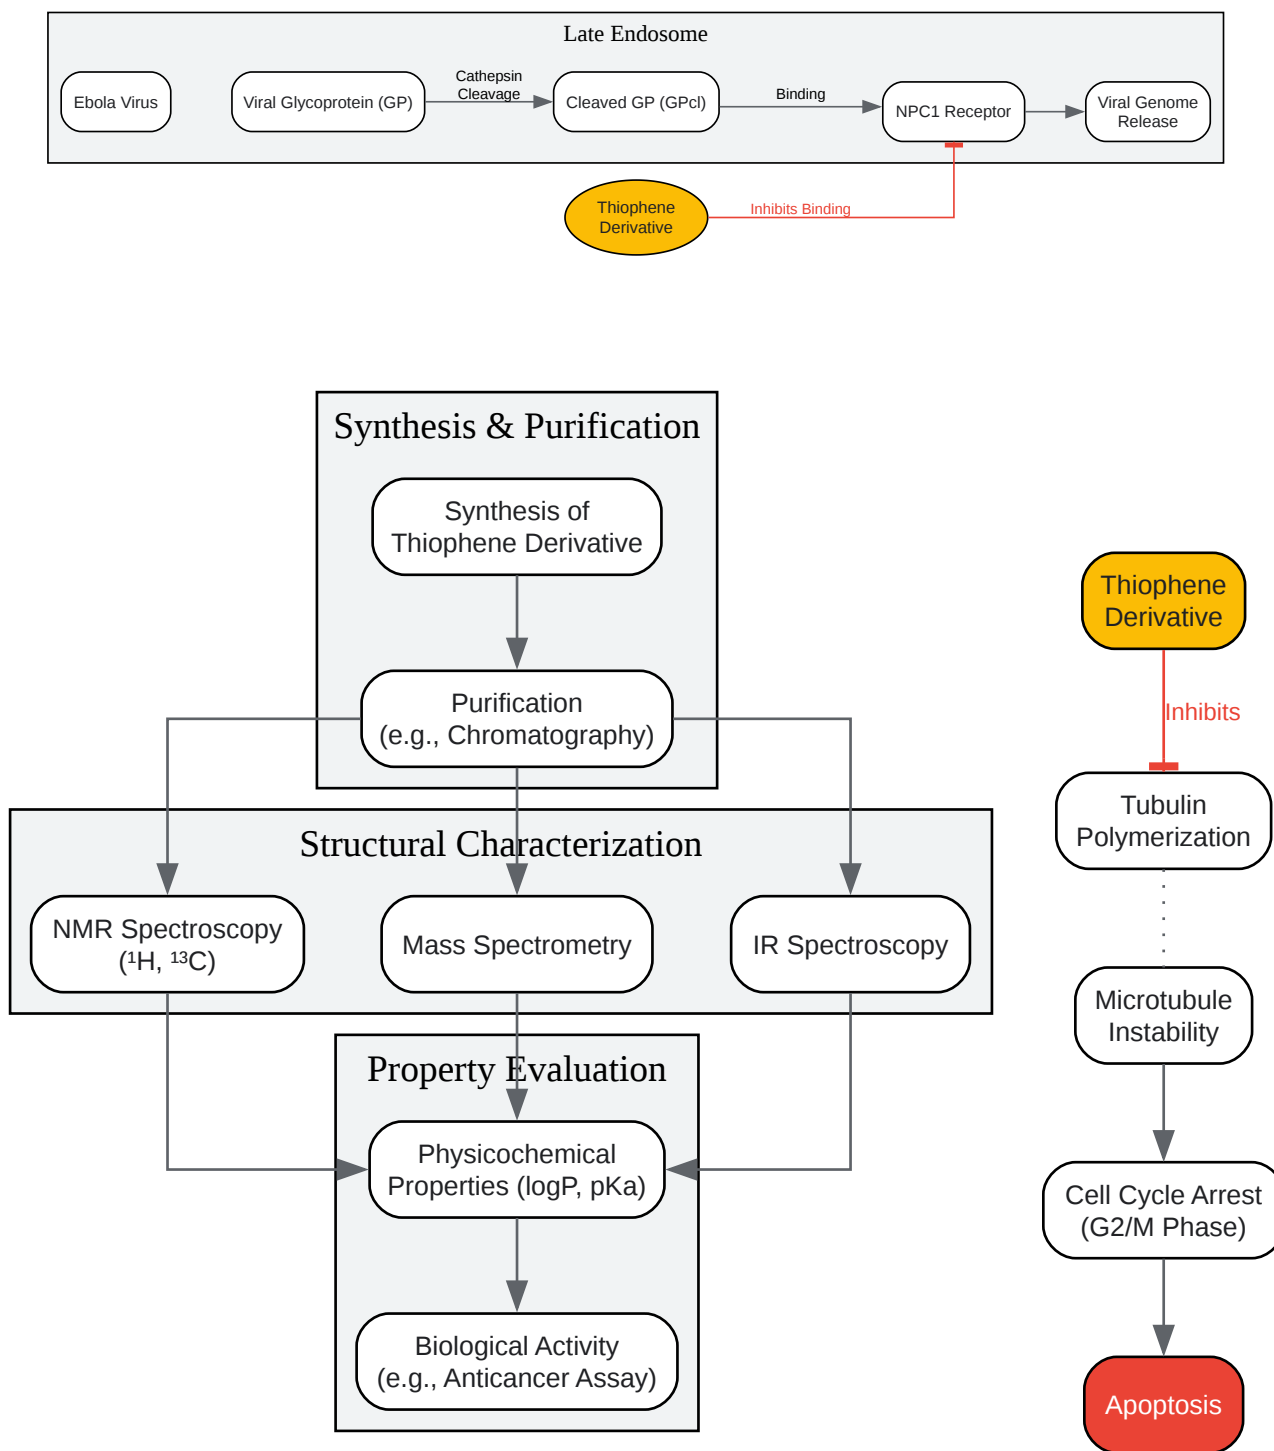 Late Endosome
Ebola Virus
Viral Glycoprotein (GP)
Cathepsin
Cleavage
Cleaved GP (GPcl)
Binding
NPC1 Receptor
Viral Genome
Release
Thiophene
Derivative
Inhibits Binding
Synthesis & Purification
Synthesis of
Thiophene Derivative
Purification
(e.g., Chromatography)
Structural Characterization
NMR Spectroscopy
(¹H, ¹³C)
Mass Spectrometry
IR Spectroscopy
Property Evaluation
Physicochemical
Properties (logP, pKa)
Biological Activity
(e.g., Anticancer Assay)
Thiophene
Derivative
Inhibits
Tubulin
Polymerization
Microtubule
Instability
Cell Cycle Arrest
(G2/M Phase)
Apoptosis